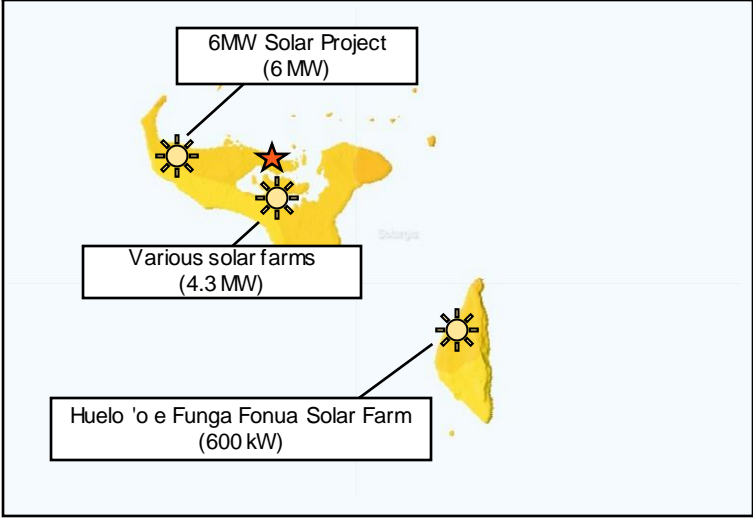 6MW Solar Project
(6 MW)
Various solar farms
(4.3 MW)
Huelo 'o e Funga Fonua Solar Farm
(600 kW)